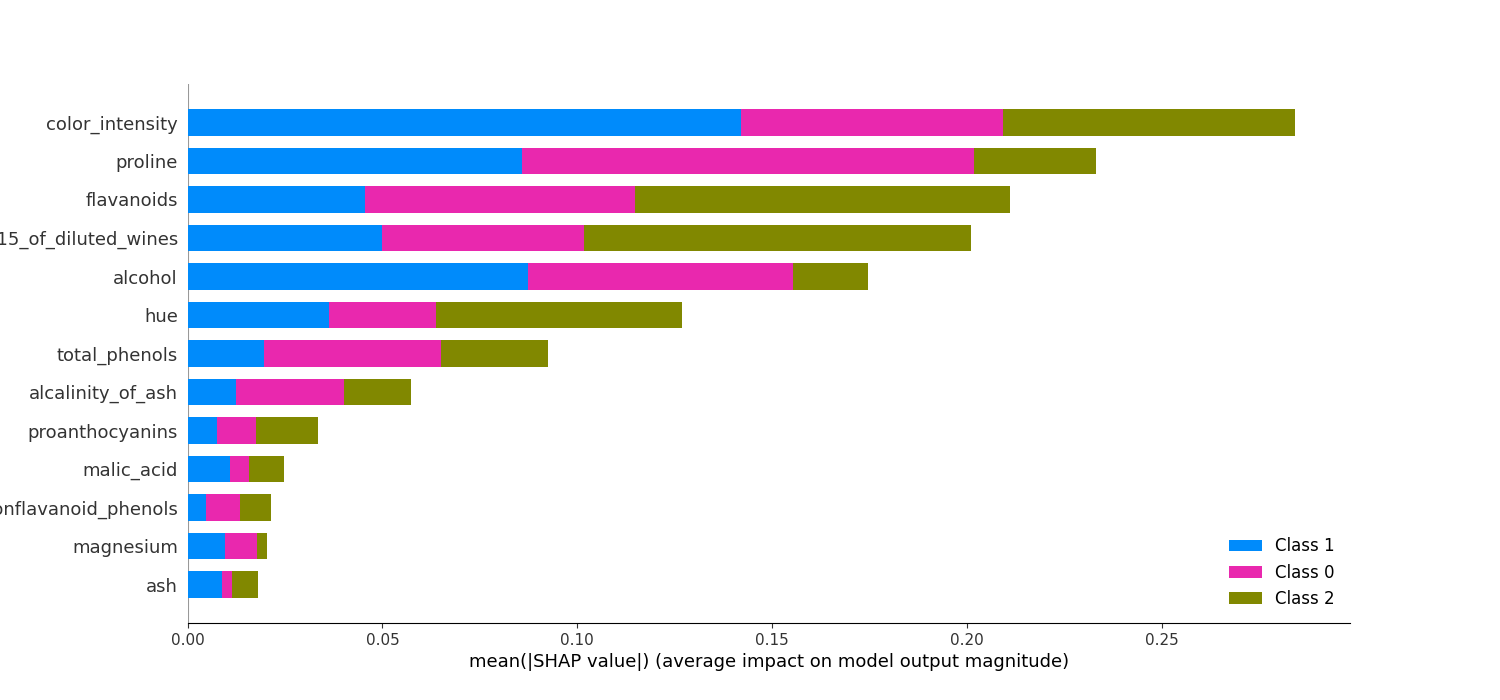 color_intensity
proline
flavanoids
15_of_diluted_wines
alcohol
hue
total_phenols
alcalinity_of_ash
proanthocyanins
malic_acid
onflavanoid_phenols
magnesium
ash
Class 1
Class 0
Class 2
0.00 0.05 0.10 0.15 0.20 0.25
mean(|SHAP value|) (average impact on model output magnitude)